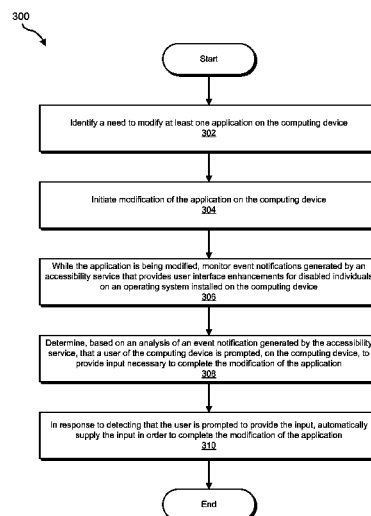 300
Start
Identify a need to modify at least one application on the computing device
302
Initiate modification of the application on the computing device
304
While the application is being modified, monitor event notifications generated by an
accessibility service that provides user interface enhancements for disabled individuals
on an operating system installed on the computing device
306
Determine, based on an analysis of an event notification generated by the accessibility
service, that a user of the computing device is prompted, on the computing device, to
provide input necessary to complete the modification of the application
308
In response to detecting that the user is prompted to provide the input, automatically
supply the input in order to complete the modification of the application
310
End